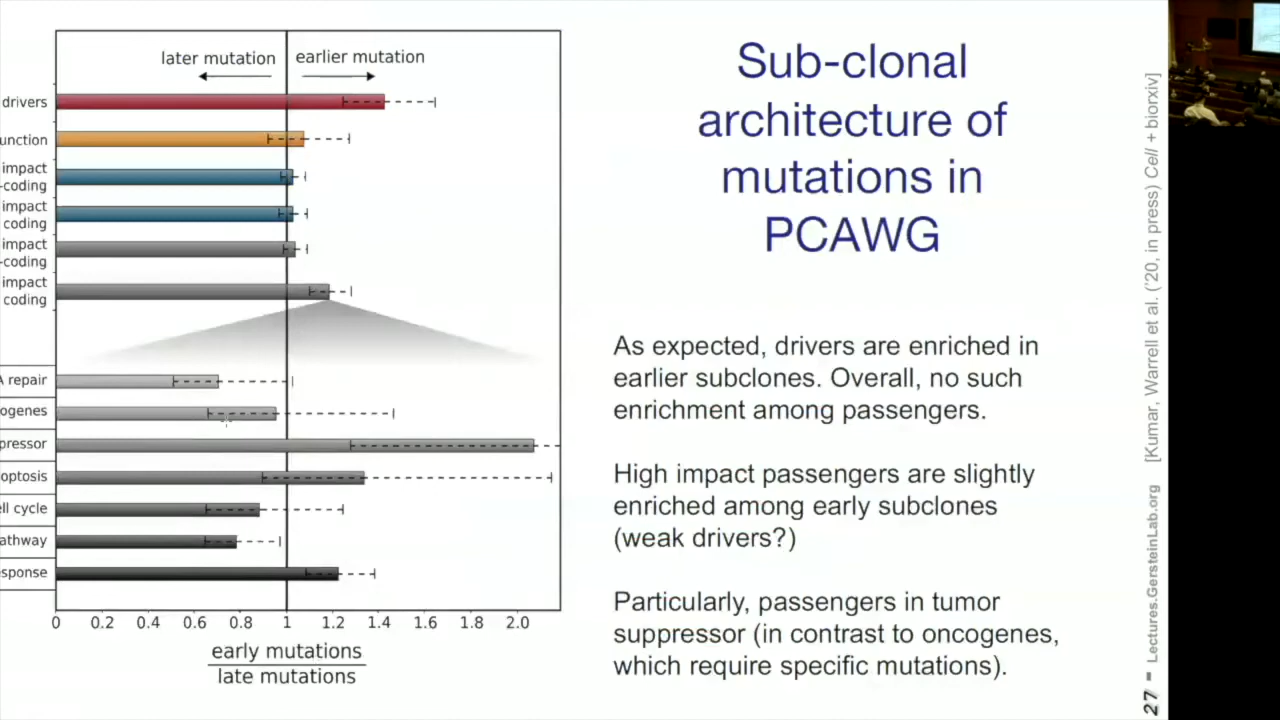 later mutation
earlier mutation
drivers
unction
impact
-coding
impact
coding
impact
-coding
impact
coding
A repair
ogenes
pressor
optosis
ell cycle
athway
esponse
0 0.2 0.4 0.6 0.8 1 1.2 1.4 1.6 1.8 2.0
early mutations
late mutations
Sub-clonal
architecture of
mutations in
PCAWG
As expected, drivers are enriched in
earlier subclones. Overall, no such
enrichment among passengers.
High impact passengers are slightly
enriched among early subclones
(weak drivers?)
Particularly, passengers in tumor
suppressor (in contrast to oncogenes,
which require specific mutations).
27 - Lectures.GersteinLab.org [Kumar, Warrell et al. ('20, in press) Cell + biorxiv]